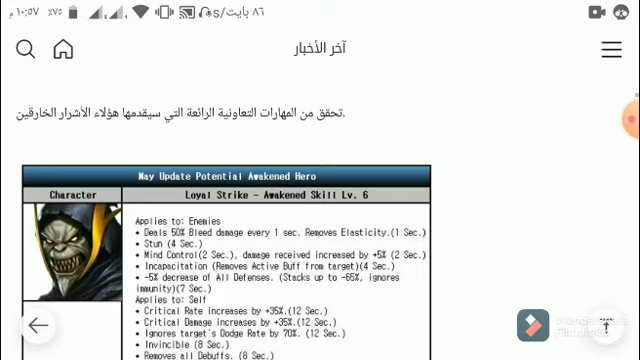 ١٠:٥٧ م ٨٦ بايت/s ٧٥٪
آخر الأخبار
تحقق من المهارات التعاونية الرائعة التي سيقدمها هؤلاء الأشرار الخارقين.
May Update Potential Awakened Hero
Character Loyal Strike – Awakened Skill Lv. 6
Applies to: Enemies
• Deals 50% Bleed damage every 1 sec. Removes Elasticity.(1 Sec.)
• Stun (4 Sec.)
• Mind Control(2 Sec.), damage received increased by +5% (2 Sec.)
• Incapacitation (Removes Active Buff from target)(4 Sec.)
• -5% decrease of All Defenses. (Stacks up to -65%, ignores
immunity)(7 Sec.)
Applies to: Self
• Critical Rate increases by +35%.(12 Sec.)
• Critical Damage increases by +35%.(12 Sec.)
• Ignores target's Dodge Rate by 70%. (12 Sec.)
• Invincible (8 Sec.)
• Removes all Debuffs. (8 Sec.)
Wondershare
Filmora